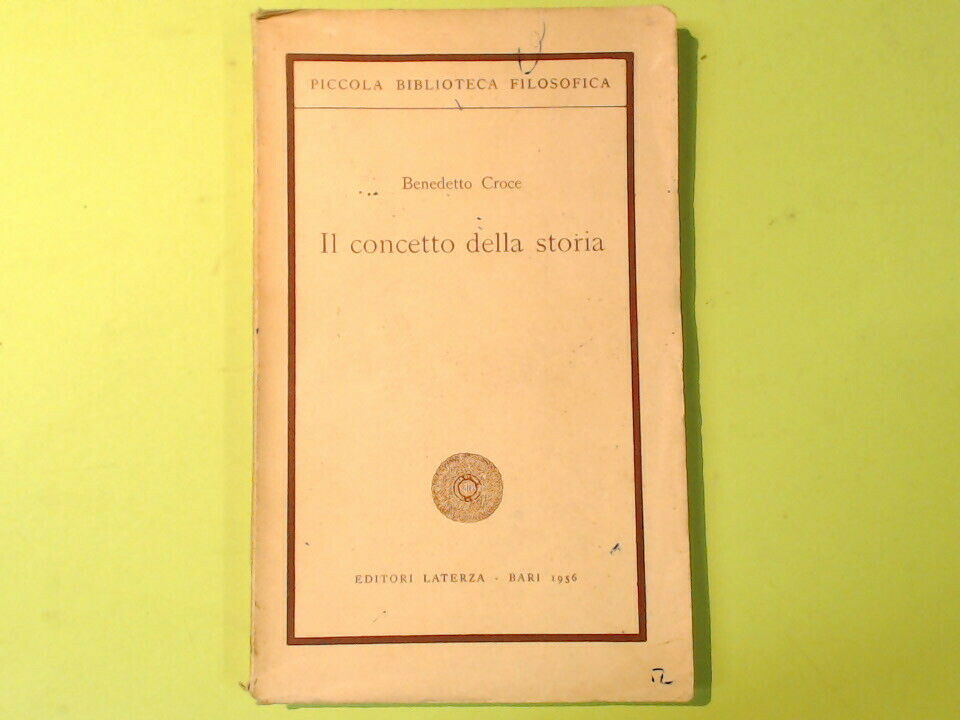 PICCOLA BIBLIOTECA FILOSOFICA
Benedetto Croce
Il concetto della storia
EDITORI LATERZA - BARI 1956